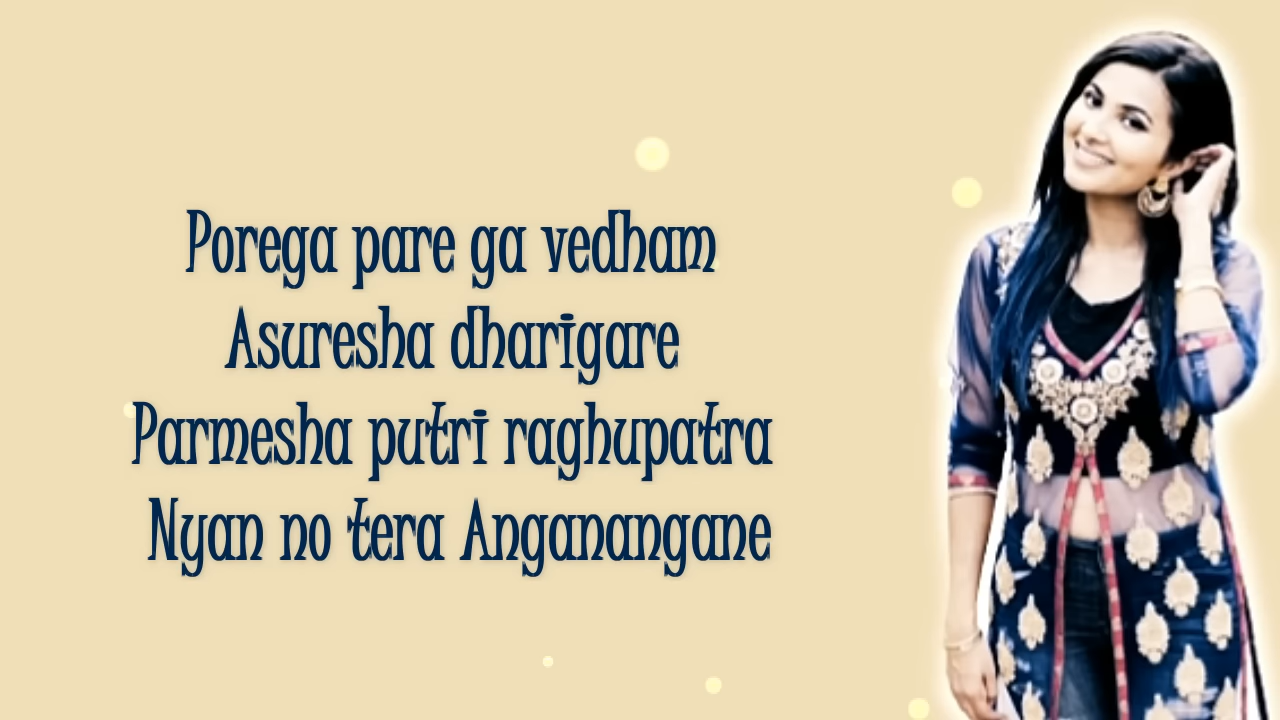 Porega pare ga vedham
Asuresha dharigare
Parmesha putri raghupatra
Nyan no tera Anganangane